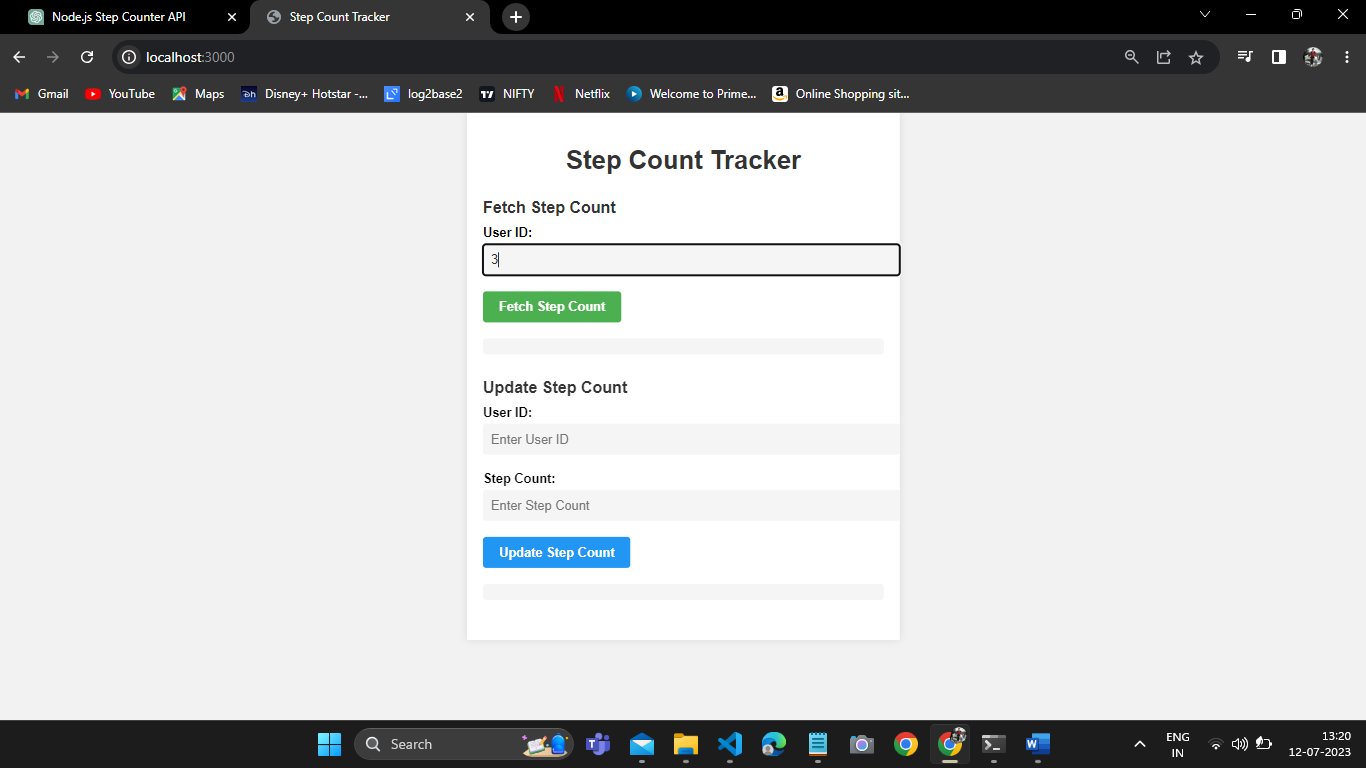 Node.js Step Counter API
Step Count Tracker
localhost:3000
Gmail
YouTube
Maps
Disney+ Hotstar -...
log2base2
NIFTY
Netflix
Welcome to Prime...
Online Shopping sit...
Step Count Tracker
Fetch Step Count
User ID:
3
Fetch Step Count
Update Step Count
User ID:
Enter User ID
Step Count:
Enter Step Count
Update Step Count
Search
ENG
IN
13:20
12-07-2023